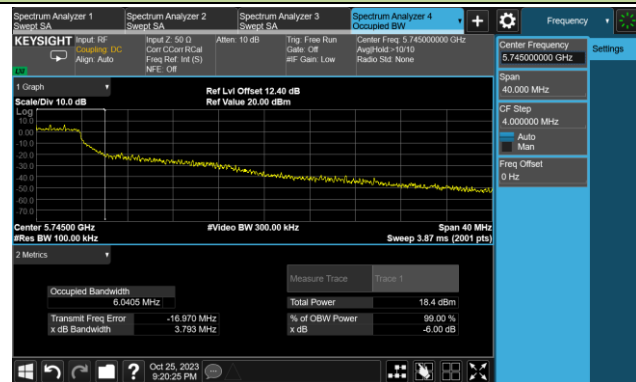 Spectrum Analyzer 1
Swept SA
Spectrum Analyzer 2
Swept SA
Spectrum Analyzer 3
Swept SA
Spectrum Analyzer 4
Occupied BW
Frequency
KEYSIGHT
Input: RF
Coupling: DC
Align: Auto
Input Z: 50 Ω
Corr CCorr RCal
Freq Ref: Int (S)
NFE: Off
Atten: 10 dB
Trig: Free Run
Gate: Off
#IF Gain: Low
Center Freq: 5.745000000 GHz
Avg|Hold:>10/10
Radio Std: None
Center Frequency
5.745000000 GHz
Settings
Span
40.000 MHz
CF Step
4.000000 MHz
Auto
Man
Freq Offset
0 Hz
1 Graph
Scale/Div 10.0 dB
Ref Lvl Offset 12.40 dB
Ref Value 20.00 dBm
Log
10.0
0.00
-10.0
-20.0
-30.0
-40.0
-50.0
-60.0
-70.0
Center 5.74500 GHz
#Res BW 100.00 kHz
#Video BW 300.00 kHz
Span 40 MHz
Sweep 3.87 ms (2001 pts)
2 Metrics
Measure Trace
Trace 1
Occupied Bandwidth
6.0405 MHz
Total Power
18.4 dBm
Transmit Freq Error
-16.970 MHz
% of OBW Power
99.00 %
x dB Bandwidth
3.793 MHz
x dB
-6.00 dB
?
Oct 25, 2023
9:20:25 PM